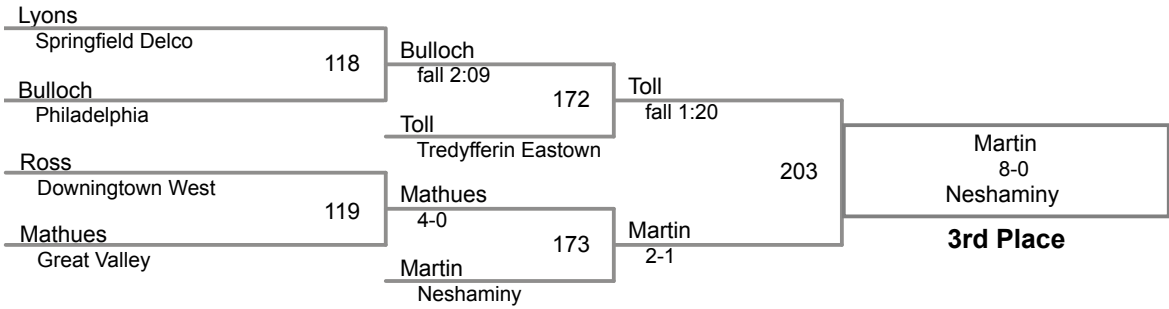 Lyons
Springfield Delco
118
Bulloch
Philadelphia
Bulloch
fall 2:09
172
Toll
Tredyfferin Eastown
Toll
fall 1:20
Ross
Downingtown West
119
Mathues
Great Valley
Mathues
4-0
173
Martin
Neshaminy
Martin
2-1
203
Martin
8-0
Neshaminy
3rd Place